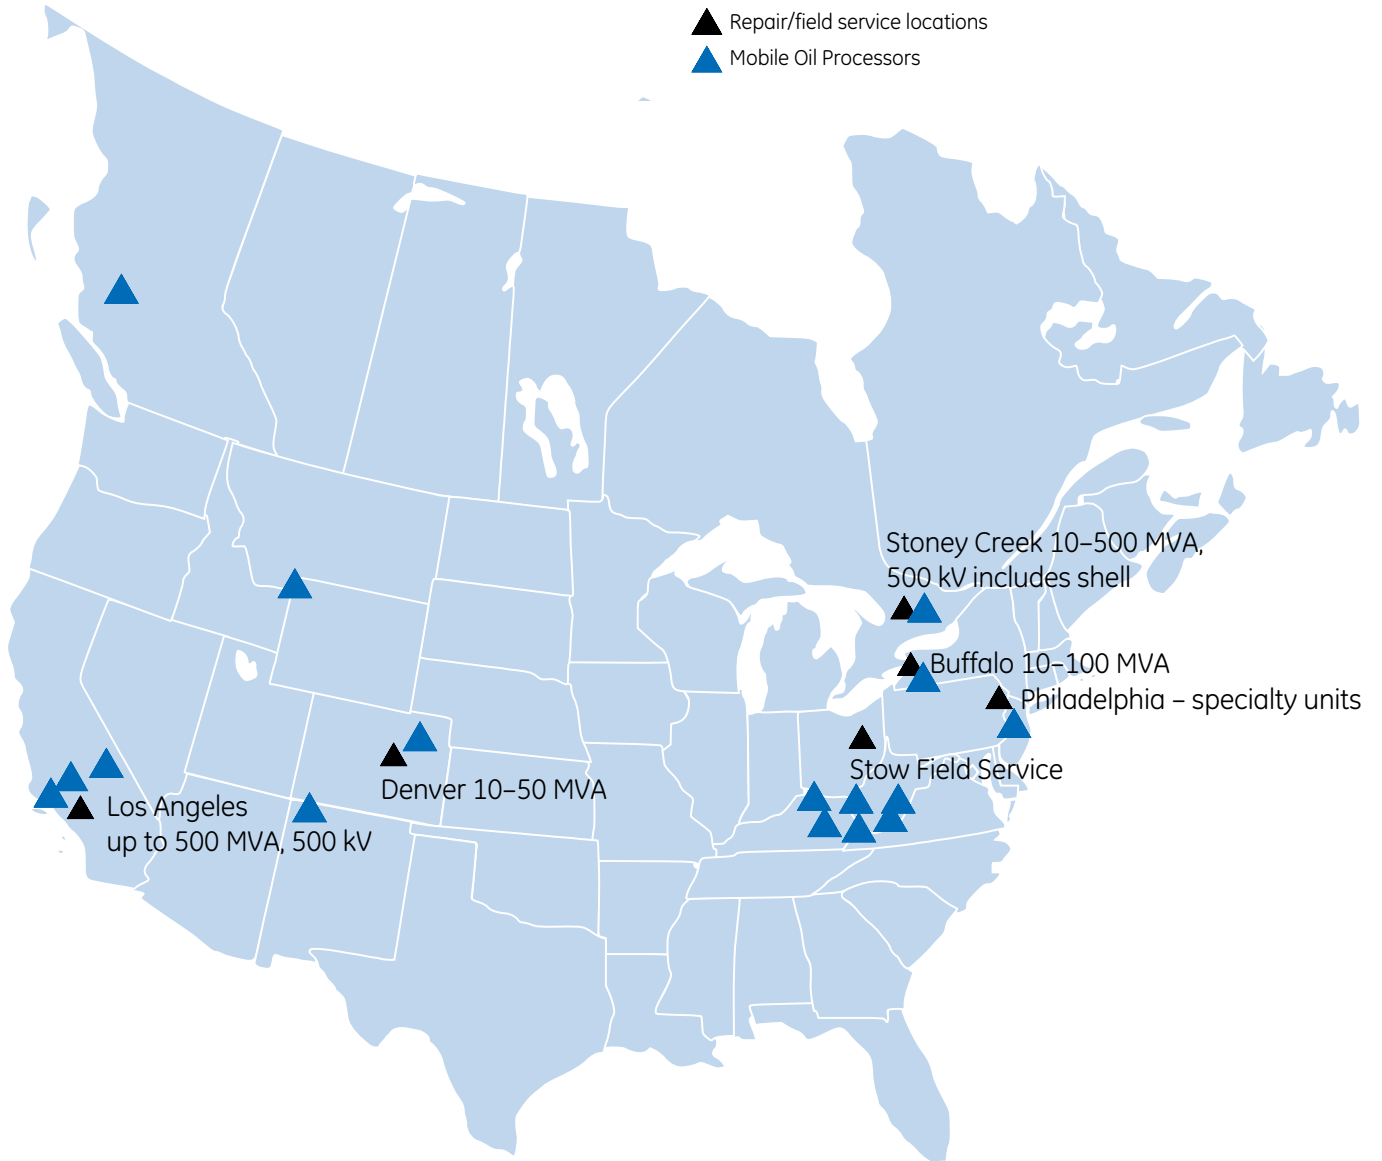 Repair/field service locations
Mobile Oil Processors
Stoney Creek 10–500 MVA,
500 kV includes shell
Buffalo 10–100 MVA
Philadelphia – specialty units
Stow Field Service
Denver 10–50 MVA
Los Angeles
up to 500 MVA, 500 kV